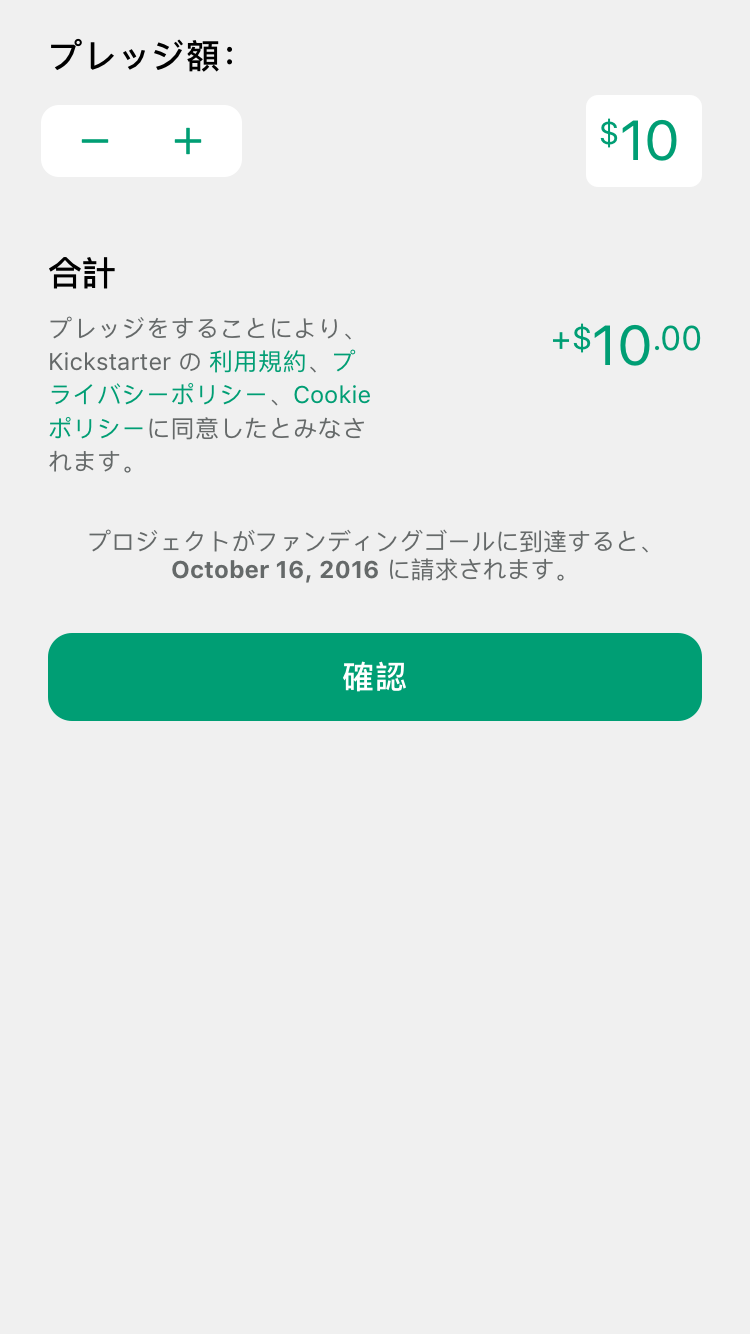 プレッジ額：
− +
$10
合計
+$10.00
プレッジをすることにより、
Kickstarter の 利用規約、プ
ライバシーポリシー、Cookie
ポリシーに同意したとみなさ
れます。
プロジェクトがファンディングゴールに到達すると、
October 16, 2016 に請求されます。
確認